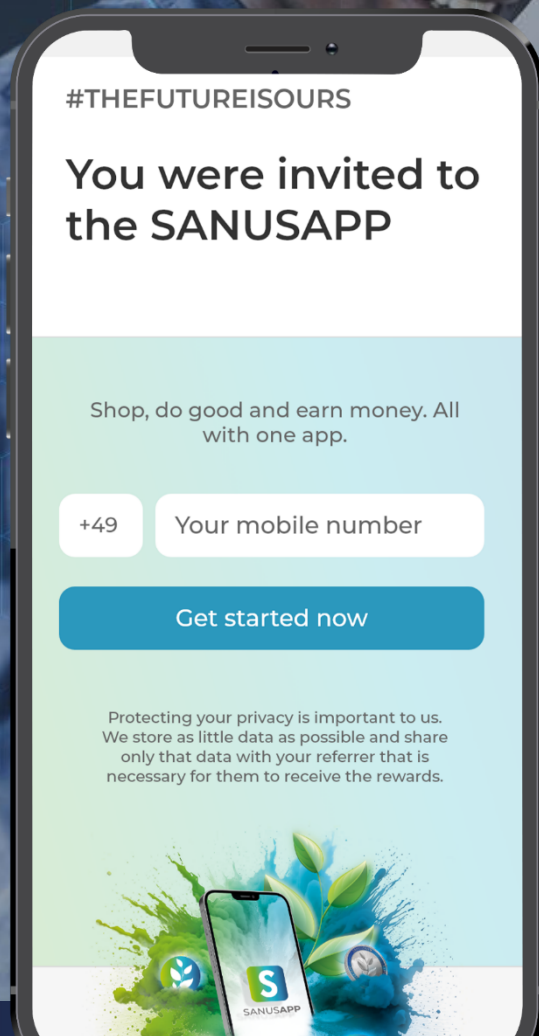 #THEFUTUREISOURS
You were invited to
the SANUSAPP
Shop, do good and earn money. All
with one app.
+49 Your mobile number
Get started now
Protecting your privacy is important to us.
We store as little data as possible and share
only that data with your referrer that is
necessary for them to receive the rewards.
S
SANUSAPP